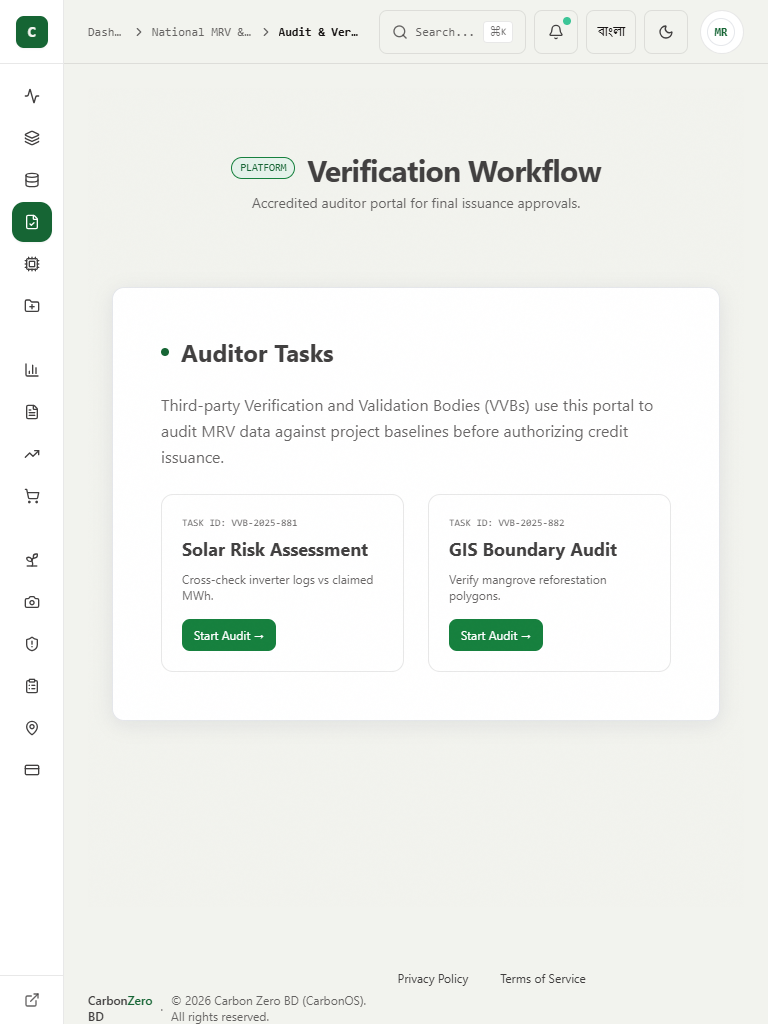 C
Dash… > National MRV &… > Audit & Ver…
Search... ⌘K
বাংলা
MR
PLATFORM Verification Workflow
Accredited auditor portal for final issuance approvals.
Auditor Tasks
Third-party Verification and Validation Bodies (VVBs) use this portal to
audit MRV data against project baselines before authorizing credit
issuance.
TASK ID: VVB-2025-881
Solar Risk Assessment
Cross-check inverter logs vs claimed
MWh.
Start Audit →
TASK ID: VVB-2025-882
GIS Boundary Audit
Verify mangrove reforestation
polygons.
Start Audit →
Privacy Policy Terms of Service
CarbonZero
BD
·
© 2026 Carbon Zero BD (CarbonOS).
All rights reserved.